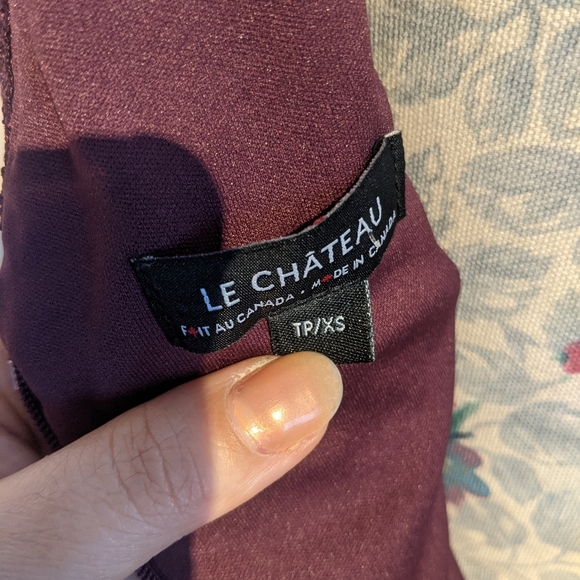 LE CHÂTEAU
FAIT AU CANADA • MADE IN CANADA
TP/XS